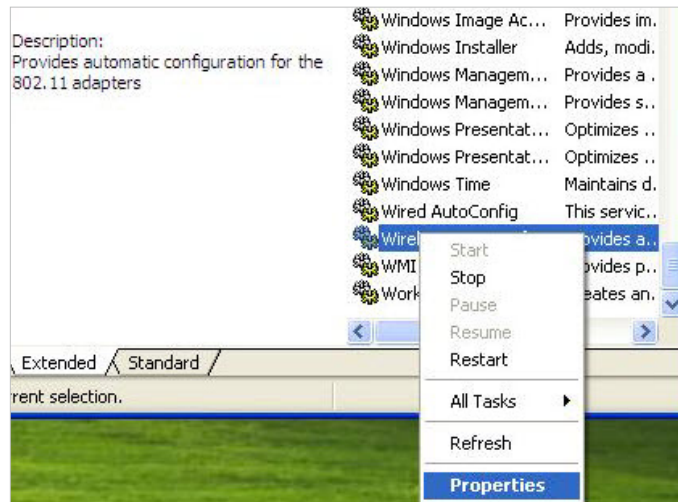 Description:
Provides automatic configuration for the
802.11 adapters
Windows Image Ac... Provides im.
Windows Installer Adds, modi.
Windows Managem... Provides a .
Windows Managem... Provides s..
Windows Presentat... Optimizes ..
Windows Presentat... Optimizes ..
Windows Time Maintains d.
Wired AutoConfig This servic..
Wirel ovides a..
WMI ovides p..
Work eates an.
Start
Stop
Pause
Resume
Restart
All Tasks
Refresh
Properties
Extended Standard
rent selection.